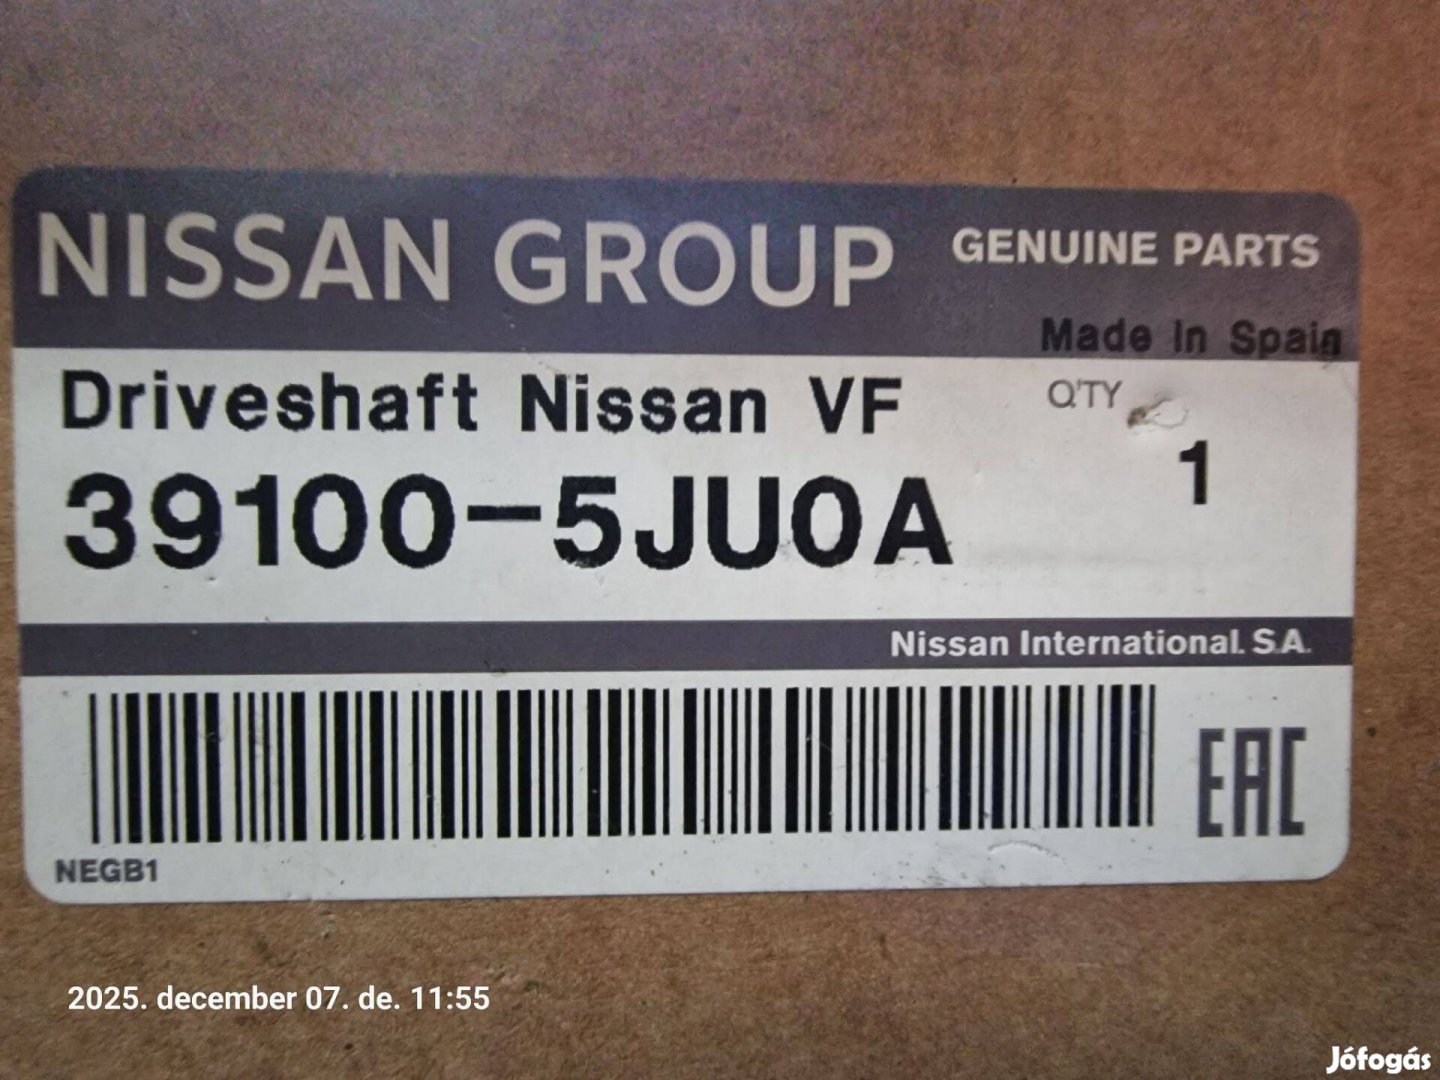 NISSAN GROUP GENUINE PARTS
Made In Spain
Driveshaft Nissan VF Q'TY
39100-5JU0A 1
Nissan International. S.A.
EAC
NEGB1
2025. december 07. de. 11:55
Jófogás